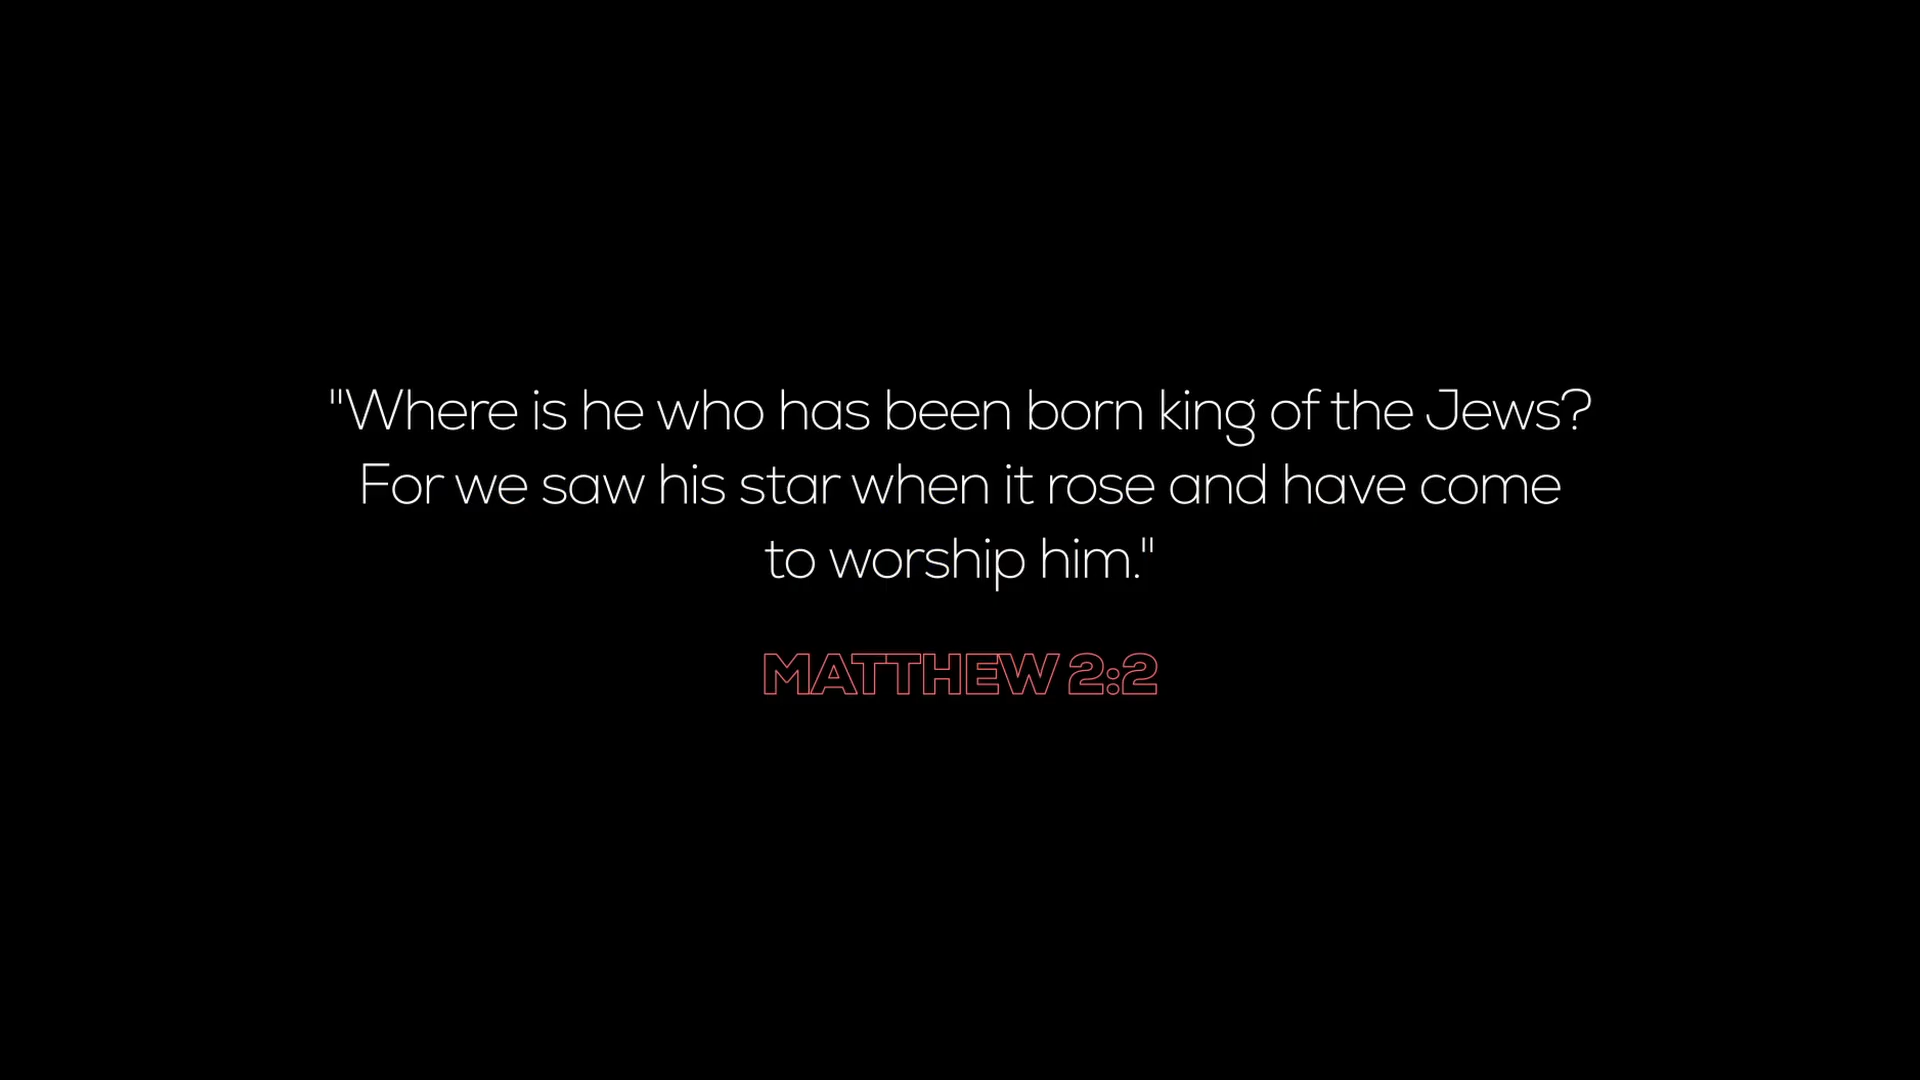 "Where is he who has been born king of the Jews?
For we saw his star when it rose and have come
to worship him."
MATTHEW 2:2